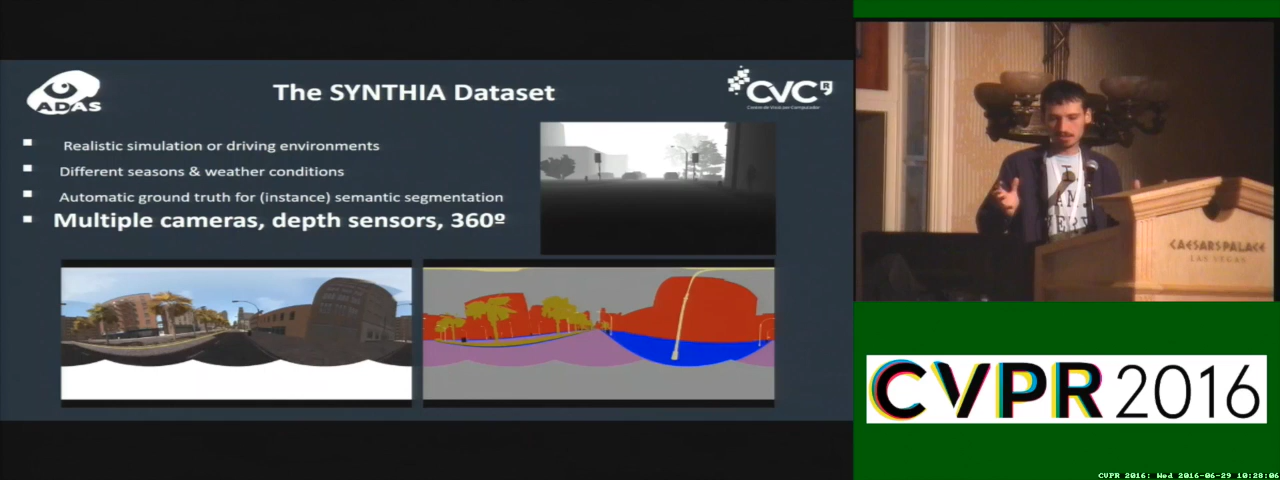 ADAS
The SYNTHIA Dataset
CVC
Realistic simulation or driving environments
Different seasons & weather conditions
Automatic ground truth for (instance) semantic segmentation
Multiple cameras, depth sensors, 360º
CAESARS PALACE
LAS VEGAS
CVPR 2016
CVPR 2016: Wed 2016-06-29 10:28:06